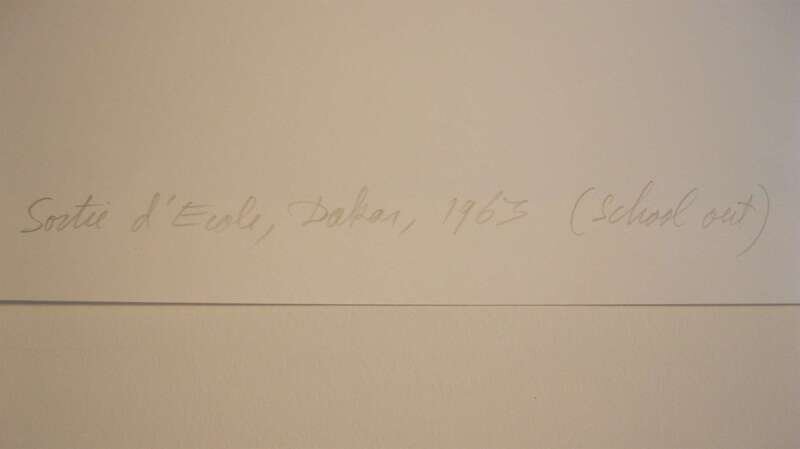 Sortie d'Ecole, Dakar, 1963 (School out)